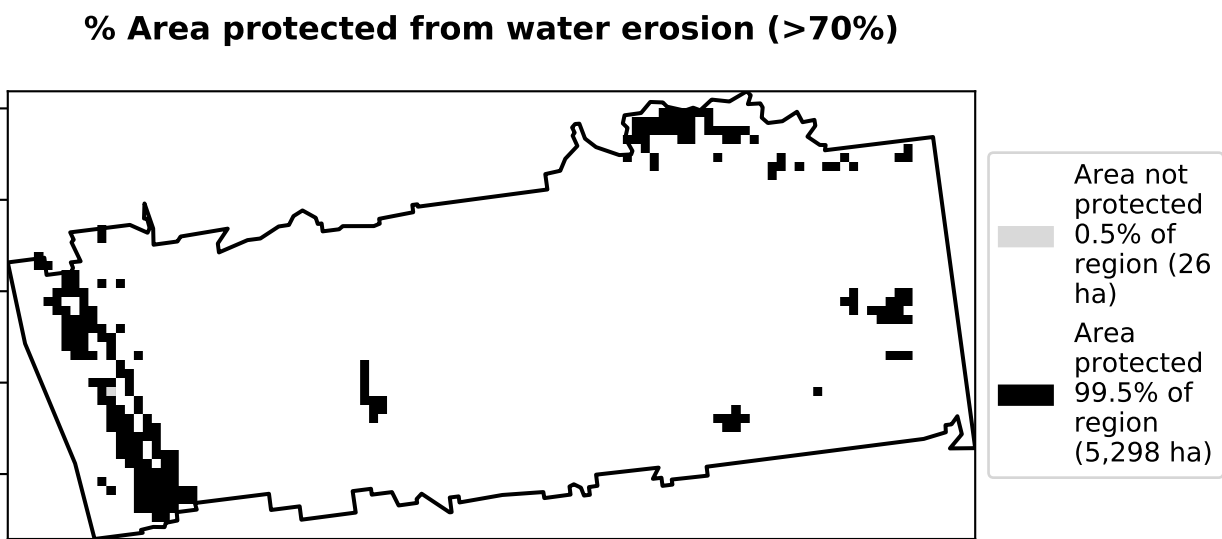 % Area protected from water erosion (>70%)
Area not
protected
0.5% of
region (26
ha)
Area
protected
99.5% of
region
(5,298 ha)